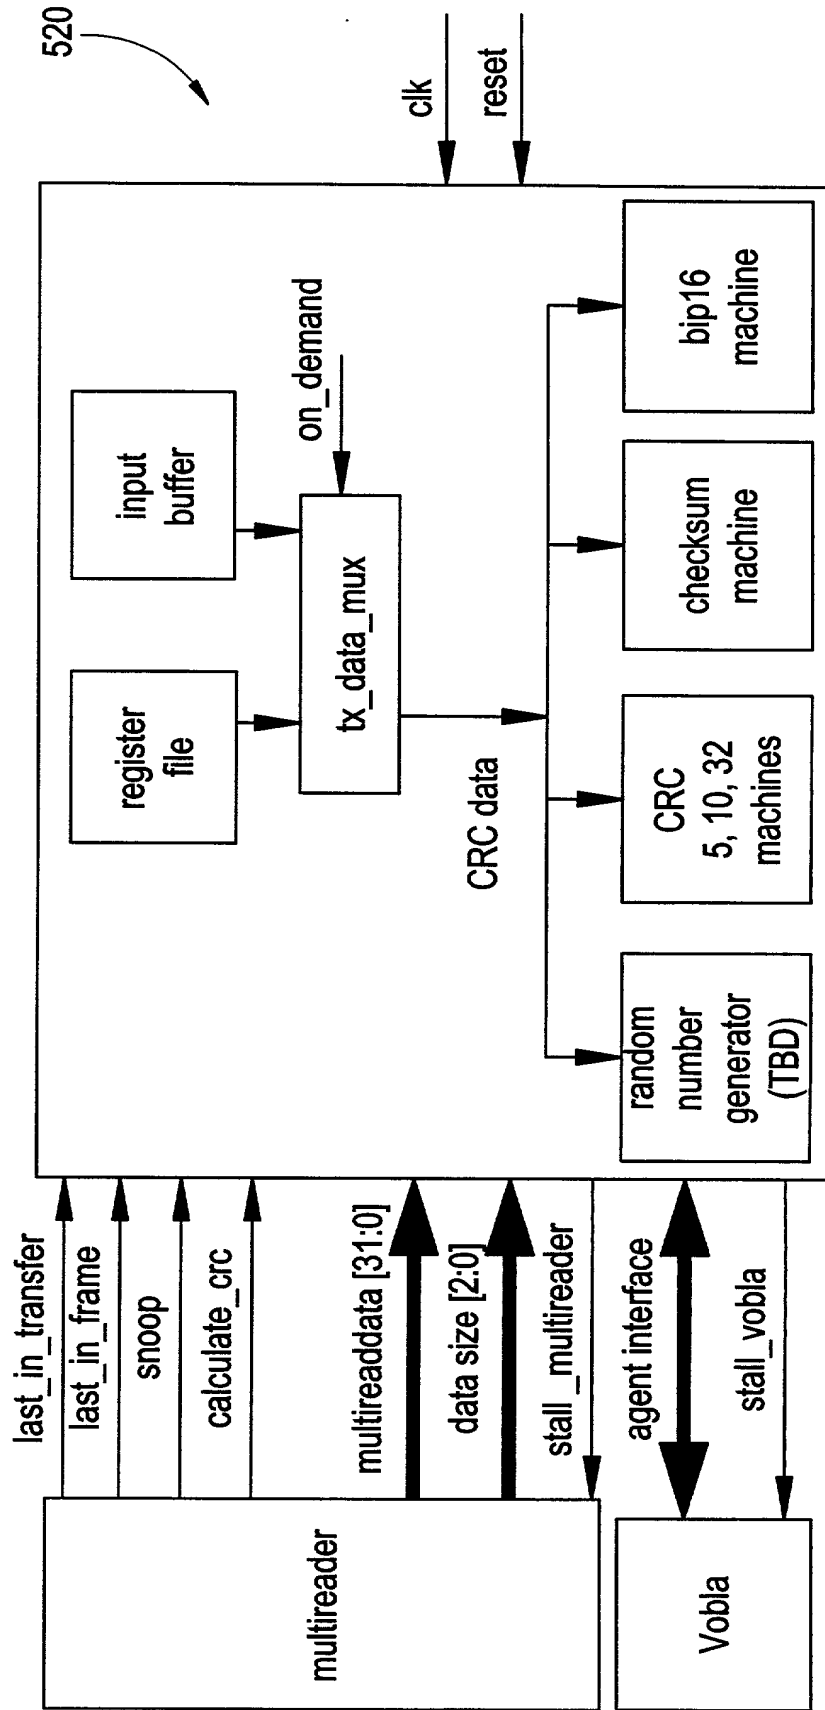 520
last_in_transfer
last_in_frame
snoop
calculate_crc
multireaddata [31:0]
data size [2:0]
stall_multireader
agent interface
stall_vobla
multireader
Vobla
register
file
input
buffer
on_demand
tx_data_mux
CRC data
random
number
generator
(TBD)
CRC
5, 10, 32
machines
checksum
machine
bip16
machine
clk
reset